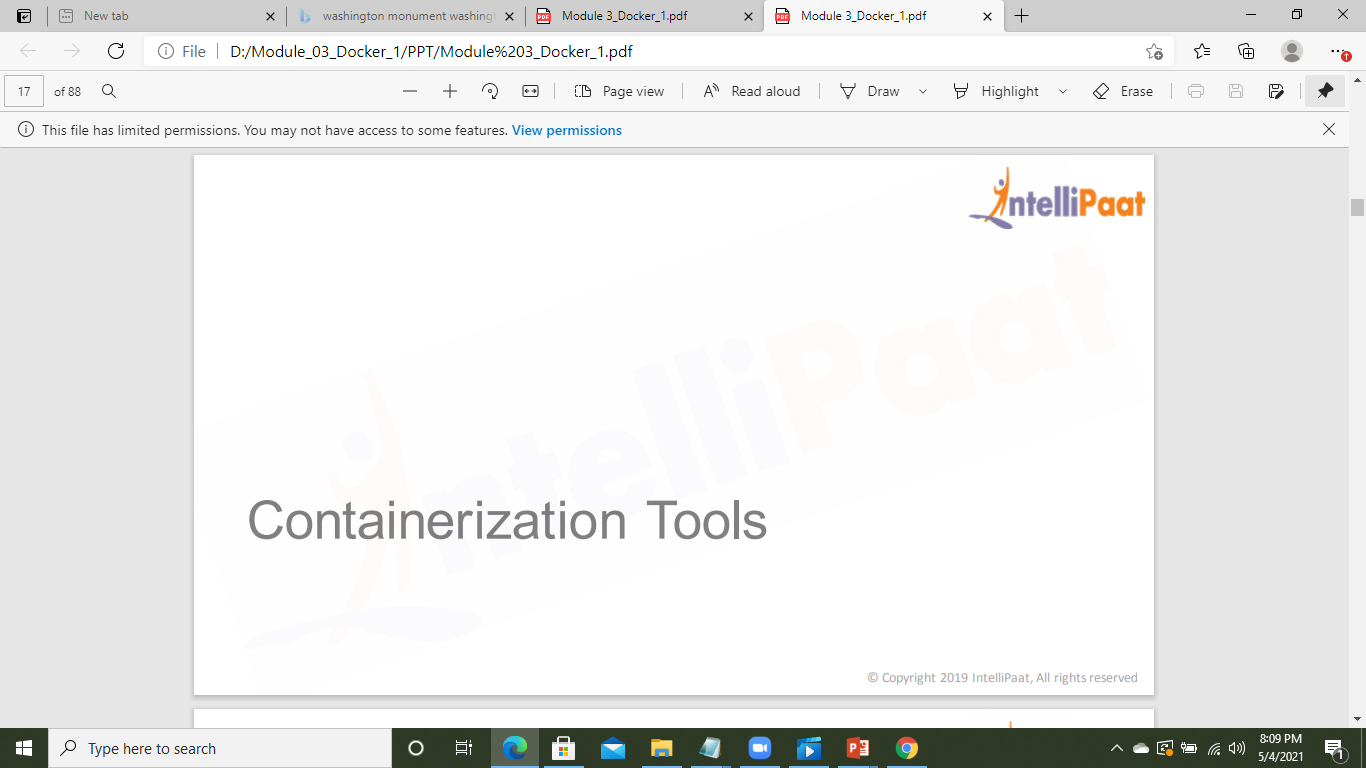 New tab
washington monument washingt
Module 3_Docker_1.pdf
Module 3_Docker_1.pdf
File
D:/Module_03_Docker_1/PPT/Module%203_Docker_1.pdf
17
of 88
Page view
Read aloud
Draw
Highlight
Erase
This file has limited permissions. You may not have access to some features. View permissions
IntelliPaat
IntelliPaat
Containerization Tools
© Copyright 2019 IntelliPaat, All rights reserved
Type here to search
8:09 PM
5/4/2021
1